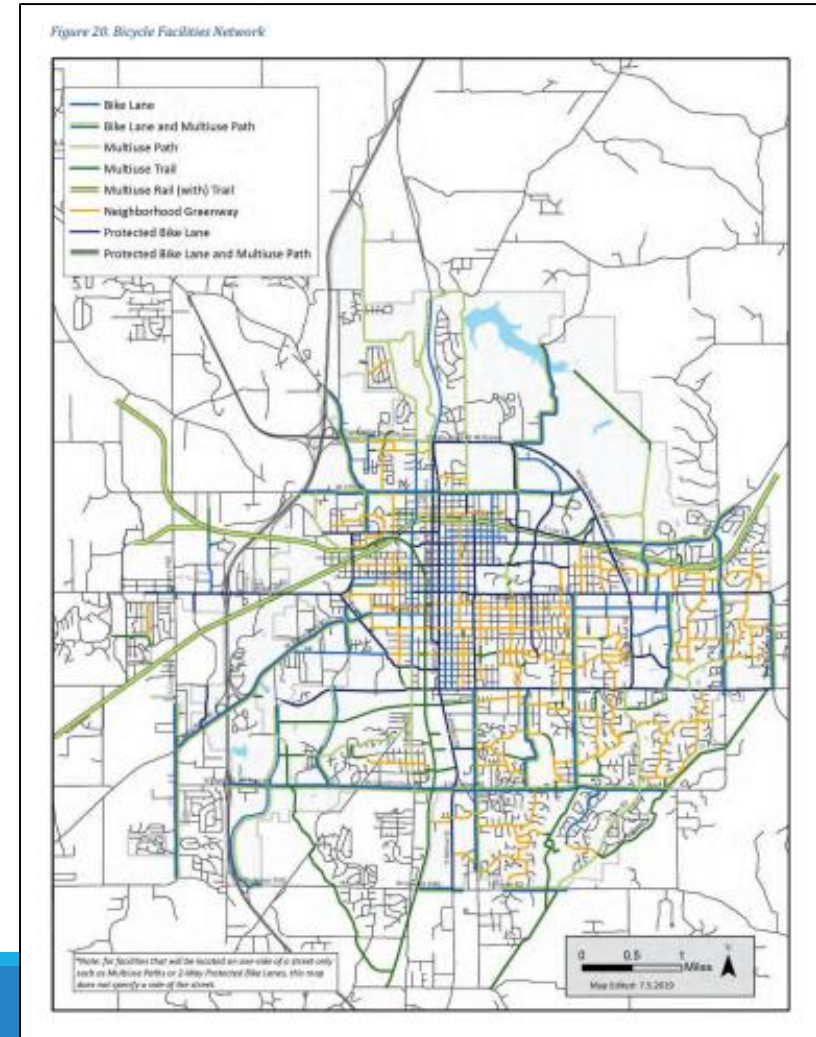 Figure 20. Bicycle Facilities Network
Bike Lane
Bike Lane and Multiuse Path
Multiuse Path
Multiuse Trail
Multiuse Rail (with) Trail
Neighborhood Greenway
Protected Bike Lane
Protected Bike Lane and Multiuse Path
*Note: for facilities that will be located on one side of a street only
such as Multiuse Paths or 2-Way Protected Bike Lanes, this map
does not specify a side of the street.
0 0.5 1
Miles
Map Edited: 7.5.2019